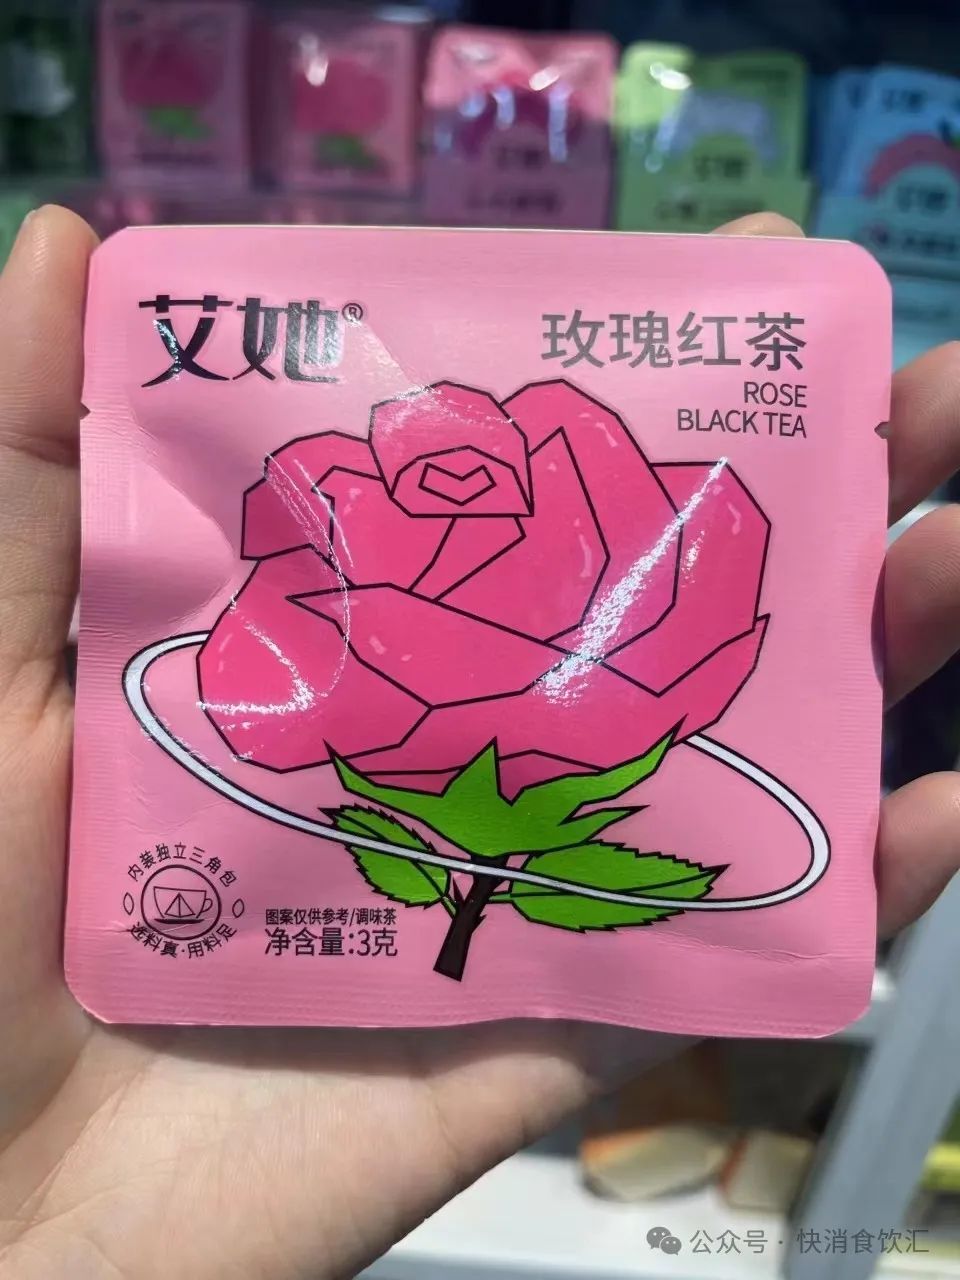 艾她®
玫瑰红茶
ROSE
BLACK TEA
内装独立三角包
选料真·用料足
图案仅供参考/调味茶
净含量:3克
公众号 · 快消食饮汇